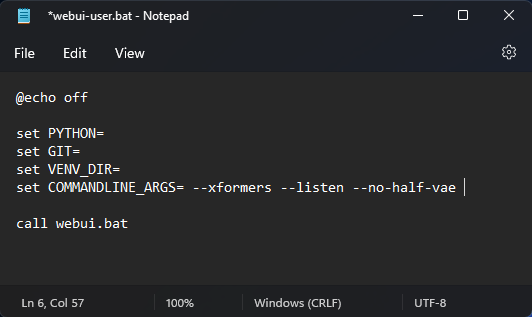 *webui-user.bat - Notepad
File Edit View
@echo off
set PYTHON=
set GIT=
set VENV_DIR=
set COMMANDLINE_ARGS= --xformers --listen --no-half-vae
call webui.bat
Ln 6, Col 57 100% Windows (CRLF) UTF-8